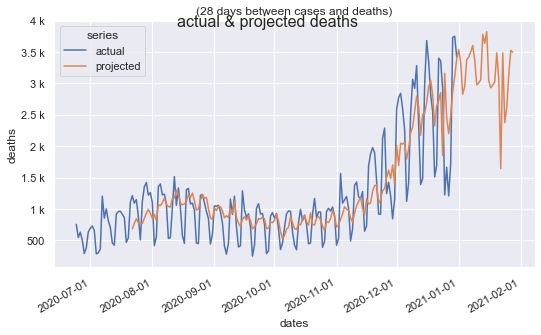 (28 days between cases and deaths)
actual & projected deaths
series
actual
projected
deaths
4 k
3.5 k
3 k
2.5 k
2 k
1.5 k
1 k
500
2020-07-01
2020-08-01
2020-09-01
2020-10-01
2020-11-01
2020-12-01
2021-01-01
2021-02-01
dates